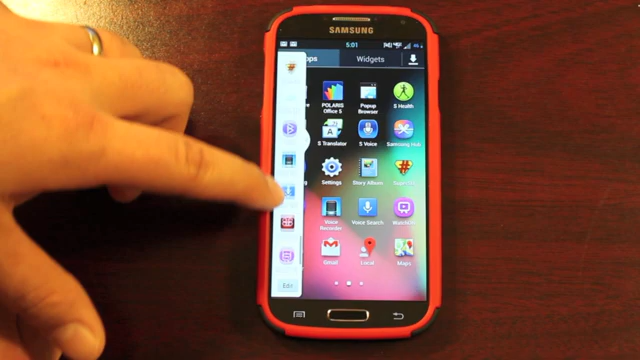 SAMSUNG
5:01
pps
Widgets
POLARIS Office 5
Popup Browser
S Health
S Translator
S Voice
Samsung Hub
Settings
Story Album
Voice Recorder
Voice Search
Gmail
Local
Maps
Edit